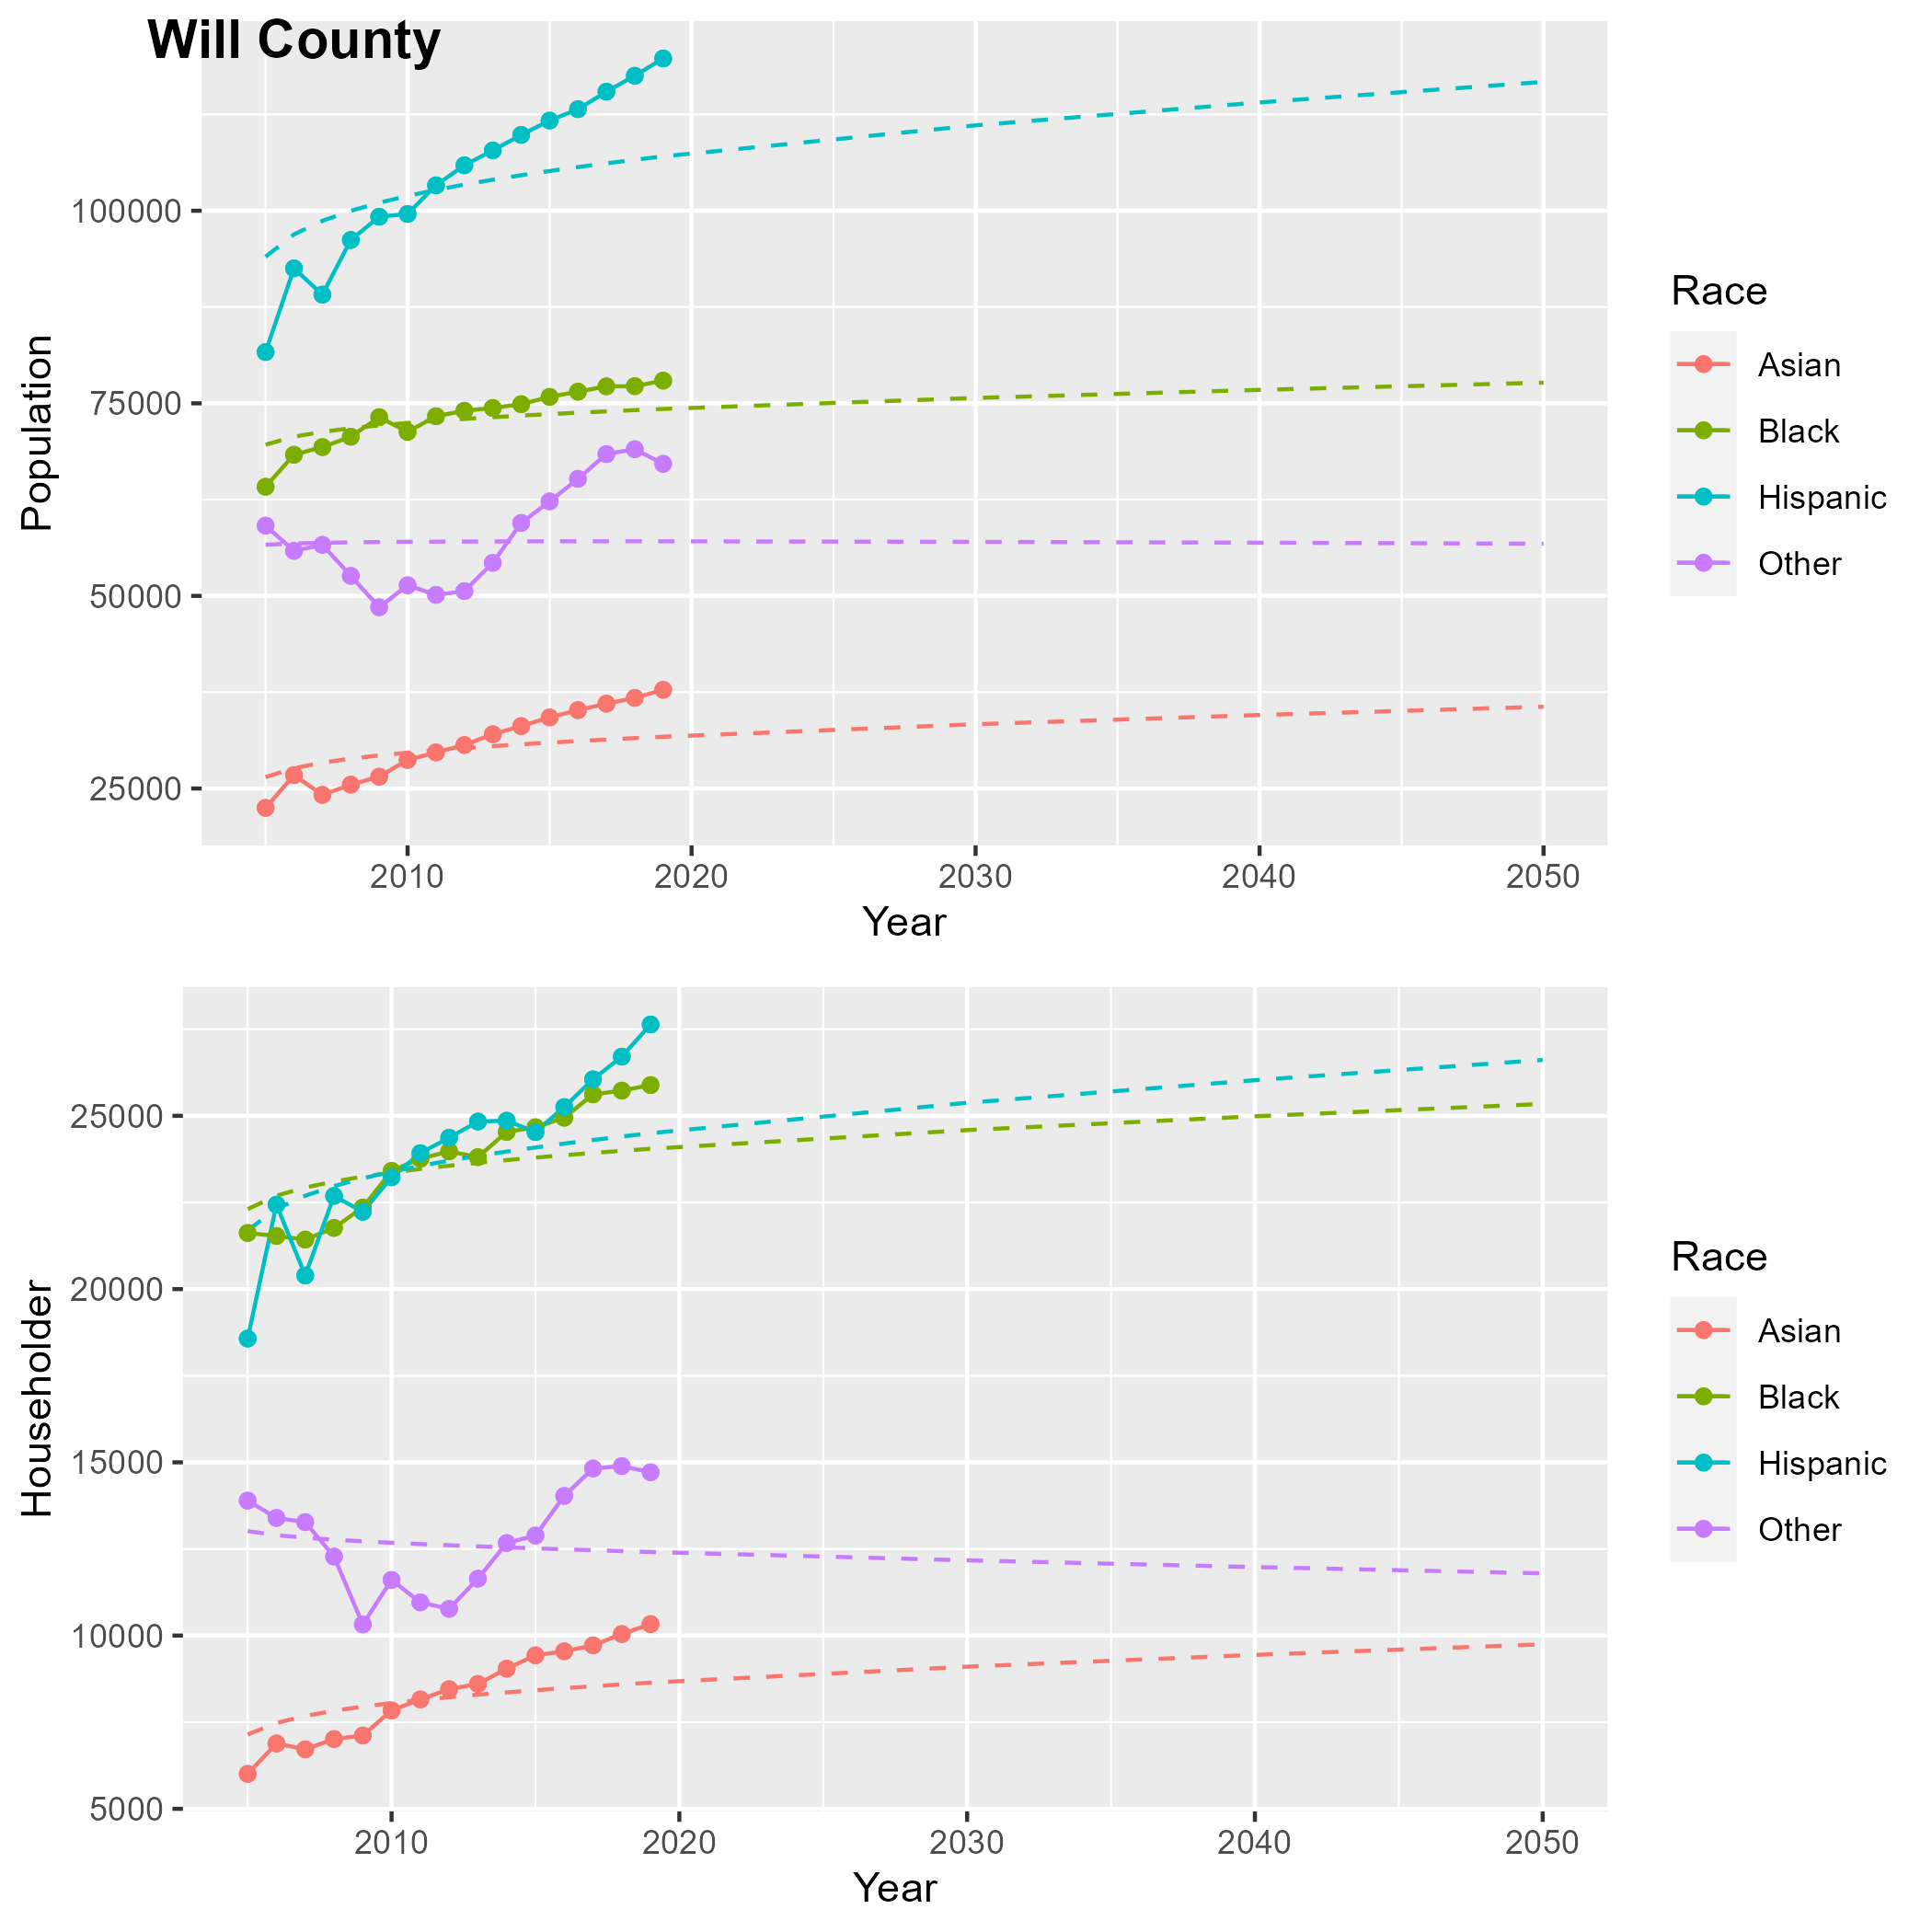 Will County
Population
100000
75000
50000
25000
2010 2020 2030 2040 2050
Year
Race
Asian
Black
Hispanic
Other
Householder
25000
20000
15000
10000
5000
2010 2020 2030 2040 2050
Year
Race
Asian
Black
Hispanic
Other